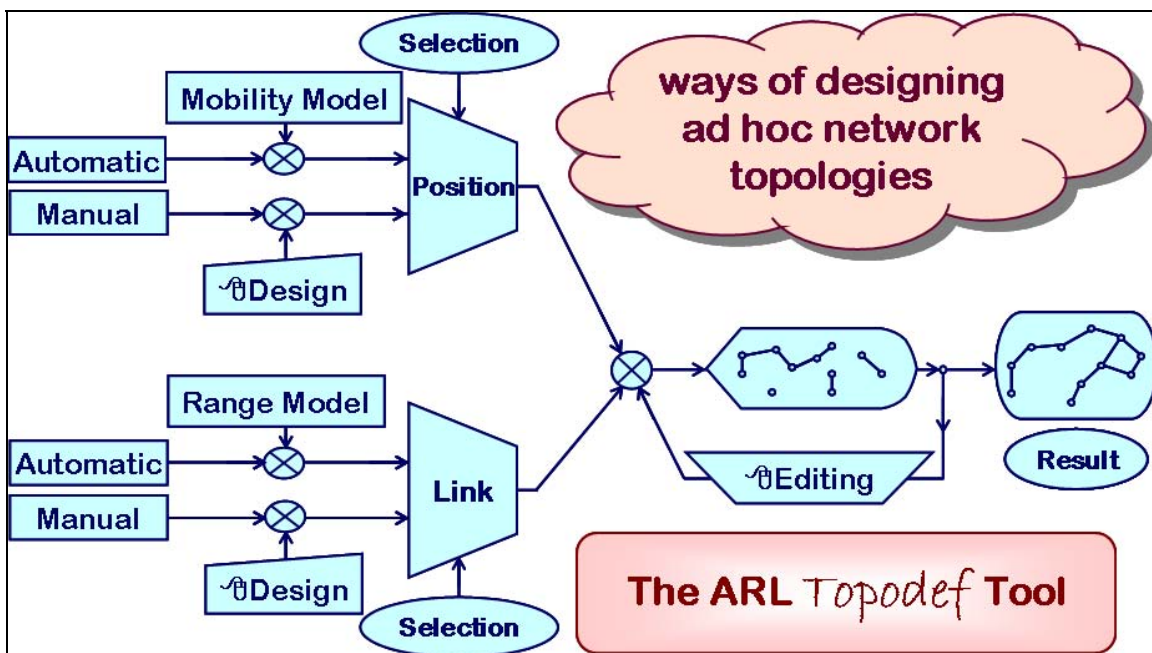 Selection
ways of designing
ad hoc network
topologies
Mobility Model
Automatic
Position
Manual
Design
Range Model
Automatic
Link
Manual
Design
Selection
Editing
Result
The ARL Topodef Tool